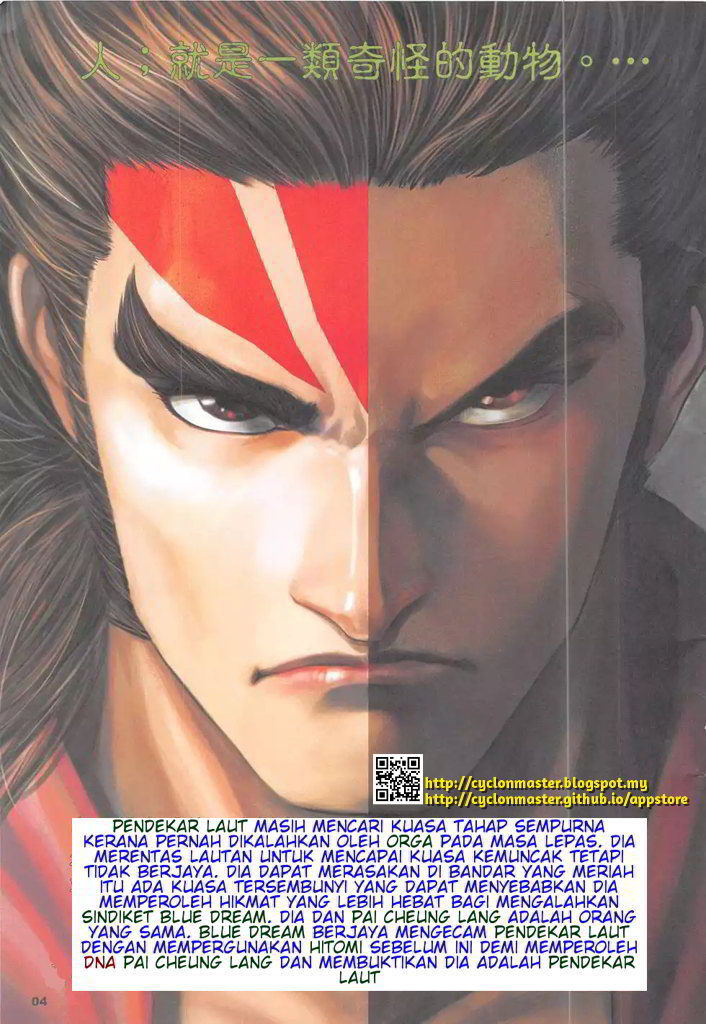 人；就是一類奇怪的動物。…
http://cyclonmaster.blogspot.my
http://cyclonmaster.github.io/appstore
PENDEKAR LAUT MASIH MENCARI KUASA TAHAP SEMPURNA
KERANA PERNAH DIKALAHKAN OLEH ORGA PADA MASA LEPAS. DIA
MERENTAS LAUTAN UNTUK MENCAPAI KUASA KEMUNCAK TETAPI
TIDAK BERJAYA. DIA DAPAT MERASAKAN DI BANDAR YANG MERIAH
ITU ADA KUASA TERSEMBUNYI YANG DAPAT MENYEBABKAN DIA
MEMPEROLEH HIKMAT YANG LEBIH HEBAT BAGI MENGALAHKAN
SINDIKET BLUE DREAM. DIA DAN PAI CHEUNG LANG ADALAH ORANG
YANG SAMA. BLUE DREAM BERJAYA MENGECAM PENDEKAR LAUT
DENGAN MEMPERGUNAKAN HITOMI SEBELUM INI DEMI MEMPEROLEH
DNA PAI CHEUNG LANG DAN MEMBUKTIKAN DIA ADALAH PENDEKAR
LAUT
04